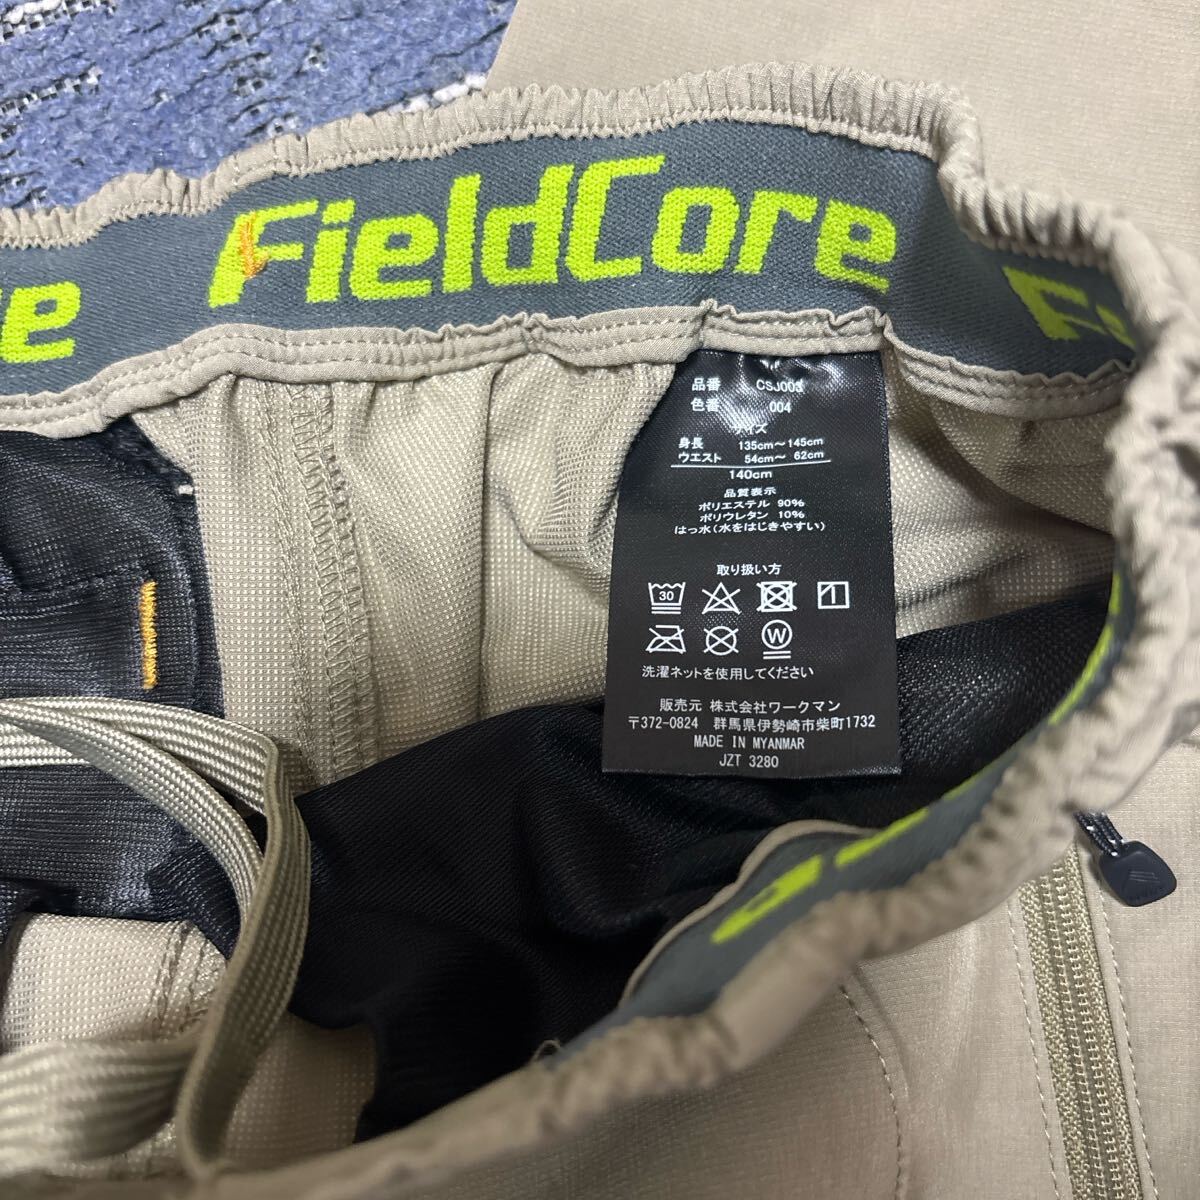 FieldCore
re
Fi
品番 CSJ003
色番 004
サイズ
身長 135cm〜145cm
ウエスト 54cm〜 62cm
140cm
品質表示
ポリエステル 90%
ポリウレタン 10%
はっ水(水をはじきやすい)
取り扱い方
30
W
洗濯ネットを使用してください
販売元 株式会社ワークマン
〒372-0824 群馬県伊勢崎市柴町1732
MADE IN MYANMAR
JZT 3280